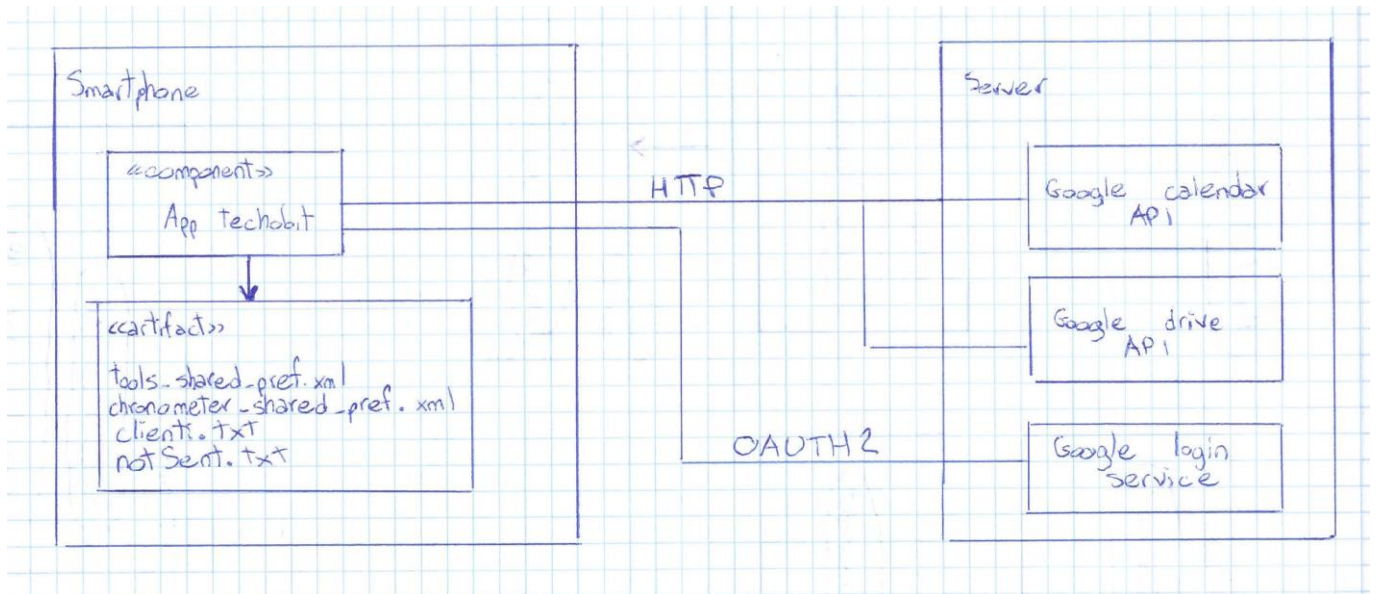 Smartphone
«component»
App techobit
«artifact»
tools_shared_pref.xml
chronometer_shared_pref.xml
clienti.txt
notSent.txt
HTTP
OAUTH2
Server
Google calendar
API
Google drive
API
Google login
service